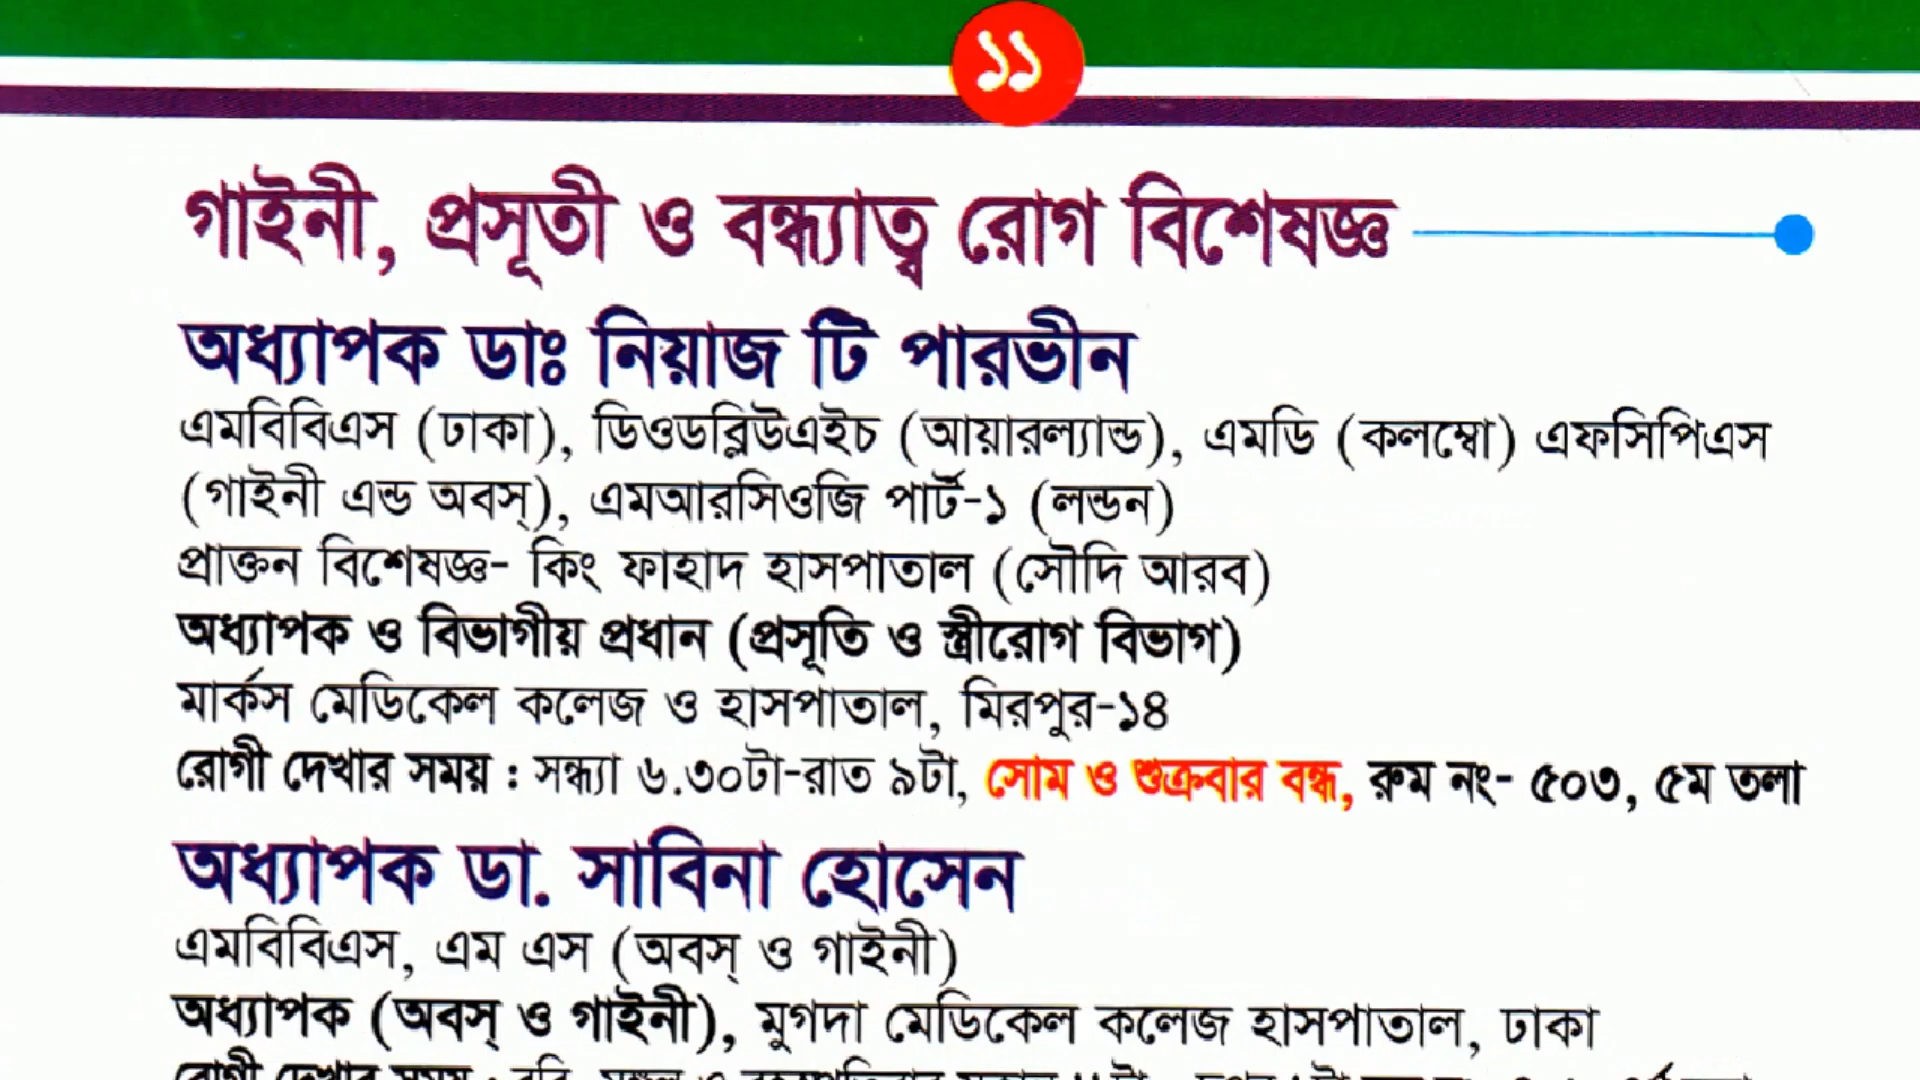 ১১
গাইনী, প্রসূতী ও বন্ধ্যাত্ব রোগ বিশেষজ্ঞ
অধ্যাপক ডাঃ নিয়াজ টি পারভীন
এমবিবিএস (ঢাকা), ডিওডব্লিউএইচ (আয়ারল্যান্ড), এমডি (কলম্বো) এফসিপিএস
(গাইনী এন্ড অবস্), এমআরসিওজি পার্ট-১ (লন্ডন)
প্রাক্তন বিশেষজ্ঞ- কিং ফাহাদ হাসপাতাল (সৌদি আরব)
অধ্যাপক ও বিভাগীয় প্রধান (প্রসূতি ও স্ত্রীরোগ বিভাগ)
মার্কস মেডিকেল কলেজ ও হাসপাতাল, মিরপুর-১৪
রোগী দেখার সময় : সন্ধ্যা ৬.৩০টা-রাত ৯টা, সোম ও শুক্রবার বন্ধ, রুম নং- ৫০৩, ৫ম তলা
অধ্যাপক ডা. সাবিনা হোসেন
এমবিবিএস, এম এস (অবস্ ও গাইনী)
অধ্যাপক (অবস্ ও গাইনী), মুগদা মেডিকেল কলেজ হাসপাতাল, ঢাকা
রোগী দেখার সময় :